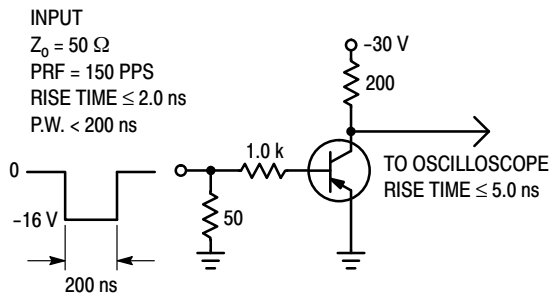 INPUT
Zo = 50 Ω
PRF = 150 PPS
RISE TIME ≤ 2.0 ns
P.W. < 200 ns
0
-16 V
200 ns
1.0 k
50
-30 V
200
TO OSCILLOSCOPE
RISE TIME ≤ 5.0 ns